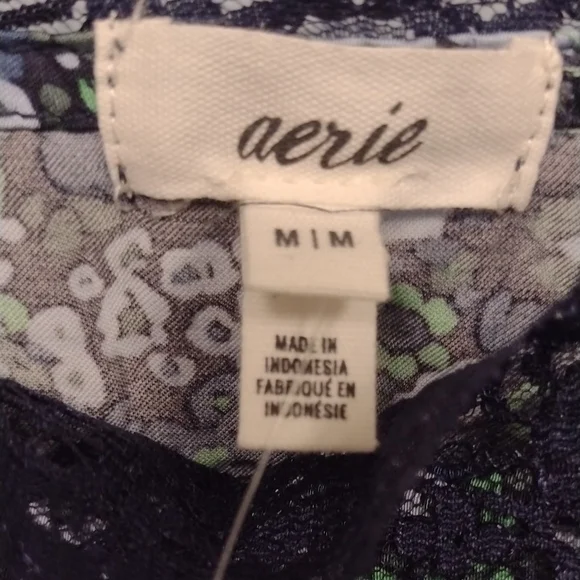 aerie
M | M
MADE IN
INDONESIA
FABRIQUÉ EN
INDONÉSIE